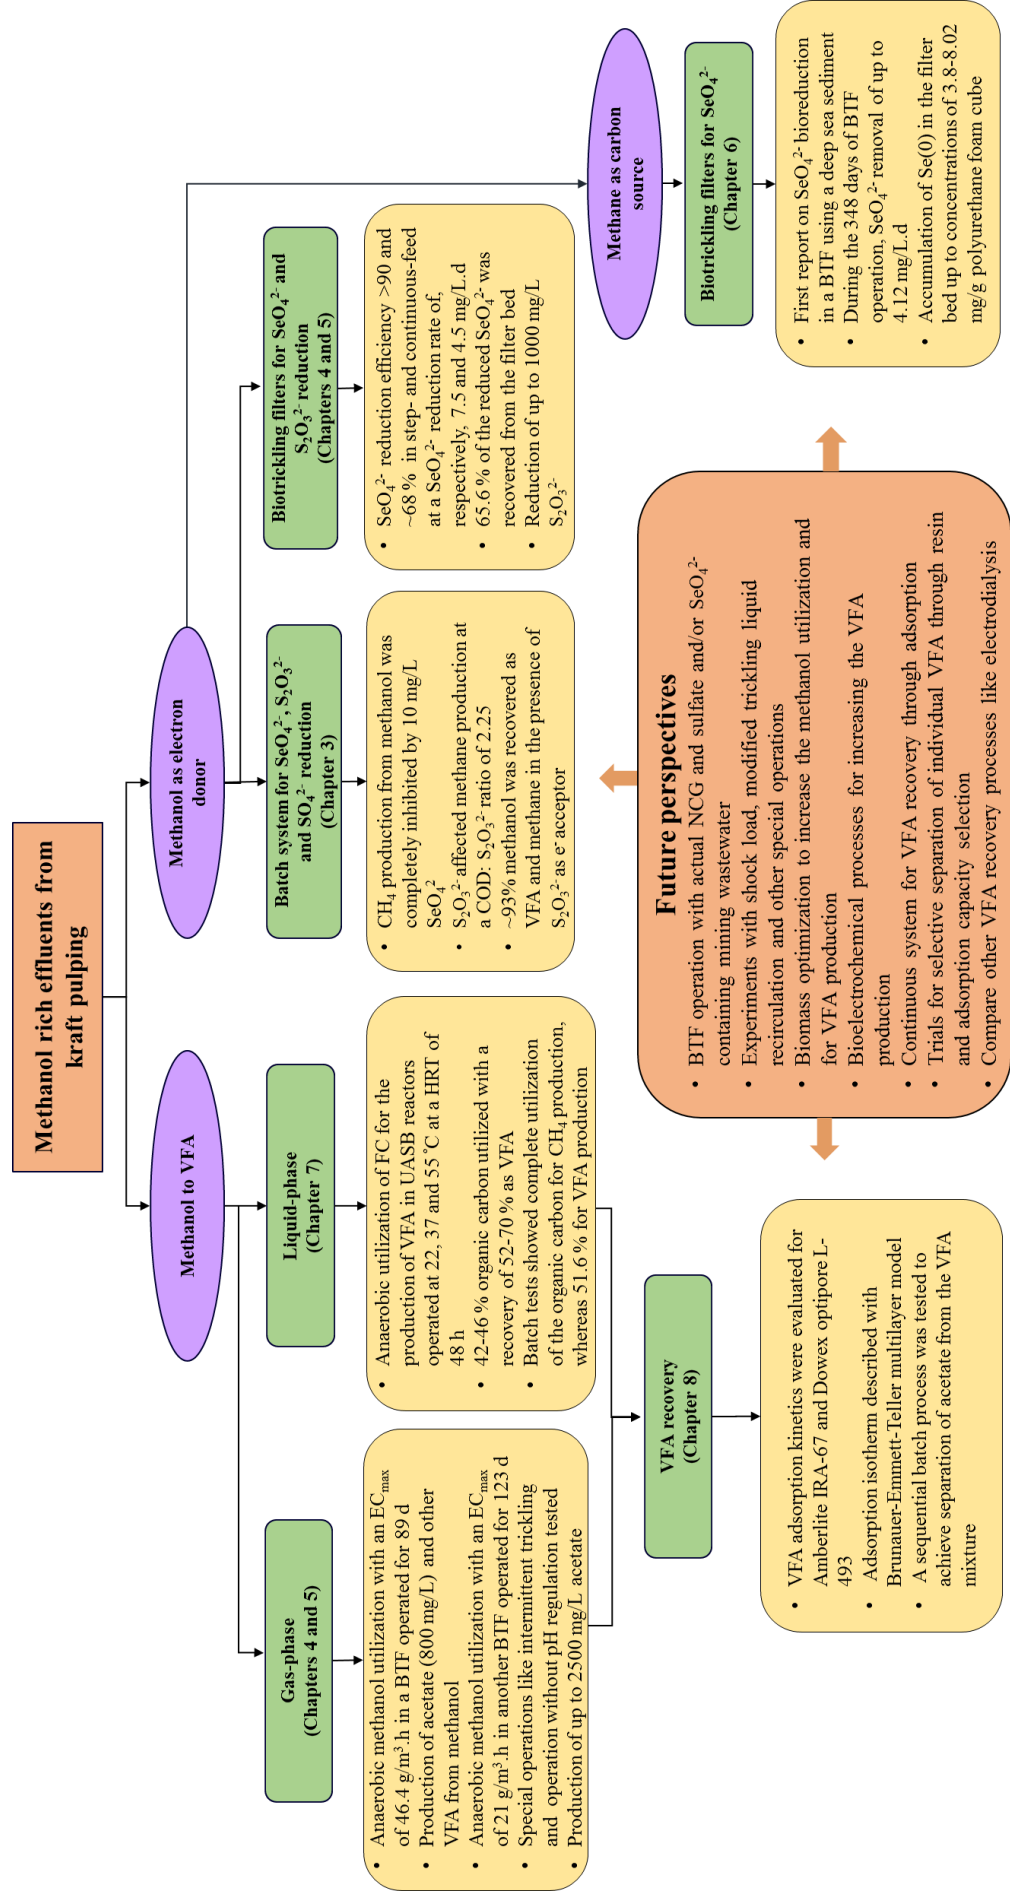 Methanol rich effluents from
kraft pulping
Methanol to VFA
Methanol as electron
donor
Methane as carbon
source
Gas-phase
(Chapters 4 and 5)
• Anaerobic methanol utilization with an EC<sub>max</sub>
of 46.4 g/m³.h in a BTF operated for 89 d
• Production of acetate (800 mg/L) and other
VFA from methanol
• Anaerobic methanol utilization with an EC<sub>max</sub>
of 21 g/m³.h in another BTF operated for 123 d
• Special operations like intermittent trickling
and operation without pH regulation tested
• Production of up to 2500 mg/L acetate
Liquid-phase
(Chapter 7)
• Anaerobic utilization of FC for the
production of VFA in UASB reactors
operated at 22, 37 and 55 °C at a HRT of
48 h
• 42-46 % organic carbon utilized with a
recovery of 52-70 % as VFA
• Batch tests showed complete utilization
of the organic carbon for CH₄ production,
whereas 51.6 % for VFA production
Batch system for SeO₄²⁻, S₂O₃²⁻
and SO₄²⁻ reduction
(Chapter 3)
• CH₄ production from methanol was
completely inhibited by 10 mg/L
SeO₄²
• S₂O₃²⁻ affected methane production at
a COD: S₂O₃²⁻ ratio of 2.25
• ~93% methanol was recovered as
VFA and methane in the presence of
S₂O₃²⁻ as e⁻ acceptor
Biotrickling filters for SeO₄²⁻ and
S₂O₃²⁻ reduction
(Chapters 4 and 5)
• SeO₄²⁻ reduction efficiency >90 and
~68 % in step- and continuous-feed
at a SeO₄²⁻ reduction rate of,
respectively, 7.5 and 4.5 mg/L.d
• 65.6 % of the reduced SeO₄²⁻ was
recovered from the filter bed
• Reduction of up to 1000 mg/L
S₂O₃²⁻
Biotrickling filters for SeO₄²⁻
(Chapter 6)
• First report on SeO₄²⁻ bioreduction
in a BTF using a deep sea sediment
• During the 348 days of BTF
operation, SeO₄²⁻ removal of up to
4.12 mg/L.d
• Accumulation of Se(0) in the filter
bed up to concentrations of 3.8-8.02
mg/g polyurethane foam cube
VFA recovery
(Chapter 8)
• VFA adsorption kinetics were evaluated for
Amberlite IRA-67 and Dowex optipore L-
493
• Adsorption isotherm described with
Brunauer-Emmett-Teller multilayer model
• A sequential batch process was tested to
achieve separation of acetate from the VFA
mixture
Future perspectives
• BTF operation with actual NCG and sulfate and/or SeO₄²⁻
containing mining wastewater
• Experiments with shock load, modified trickling liquid
recirculation and other special operations
• Biomass optimization to increase the methanol utilization and
for VFA production
• Bioelectrochemical processes for increasing the VFA
production
• Continuous system for VFA recovery through adsorption
• Trials for selective separation of individual VFA through resin
and adsorption capacity selection
• Compare other VFA recovery processes like electrodialysis